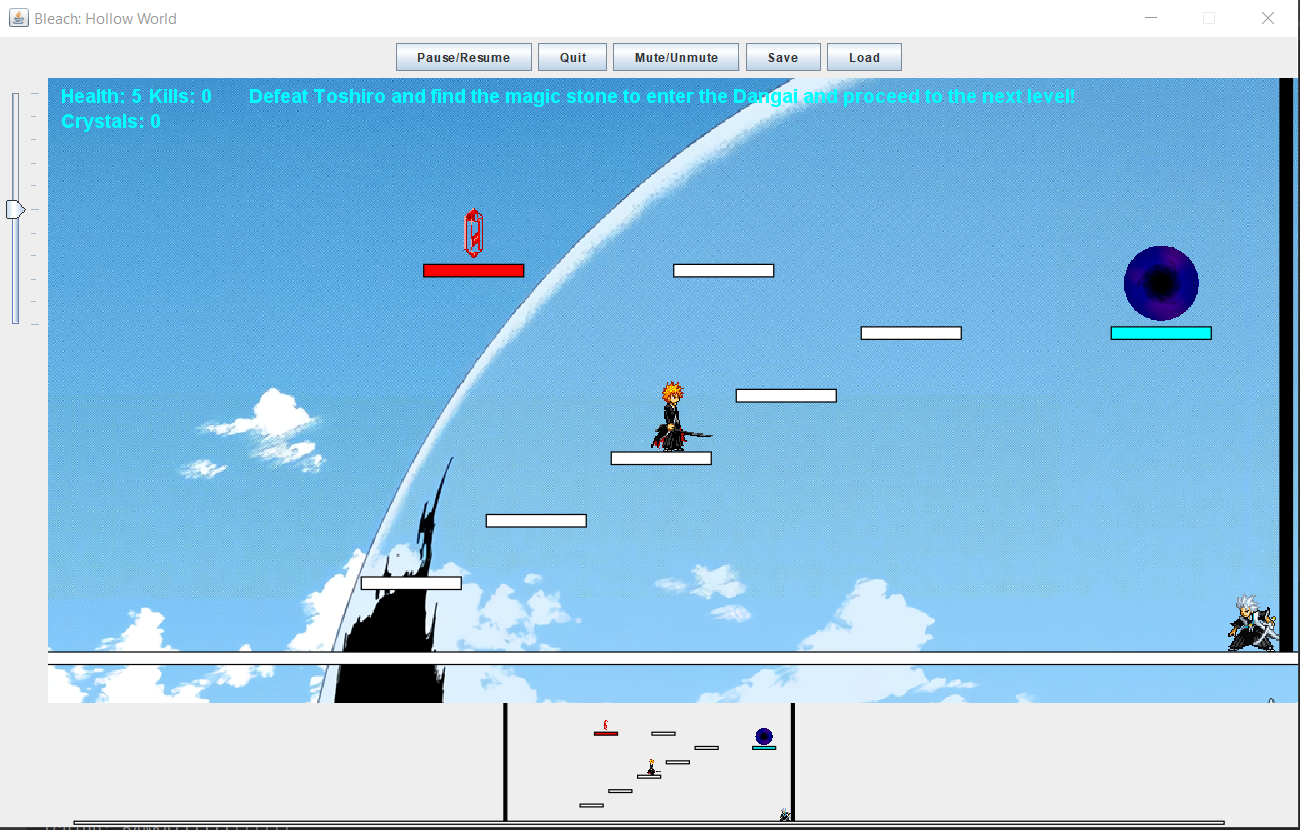 Bleach: Hollow World
Pause/Resume Quit Mute/Unmute Save Load
Health: 5 Kills: 0 Defeat Toshiro and find the magic stone to enter the Dangai and proceed to the next level!
Crystals: 0